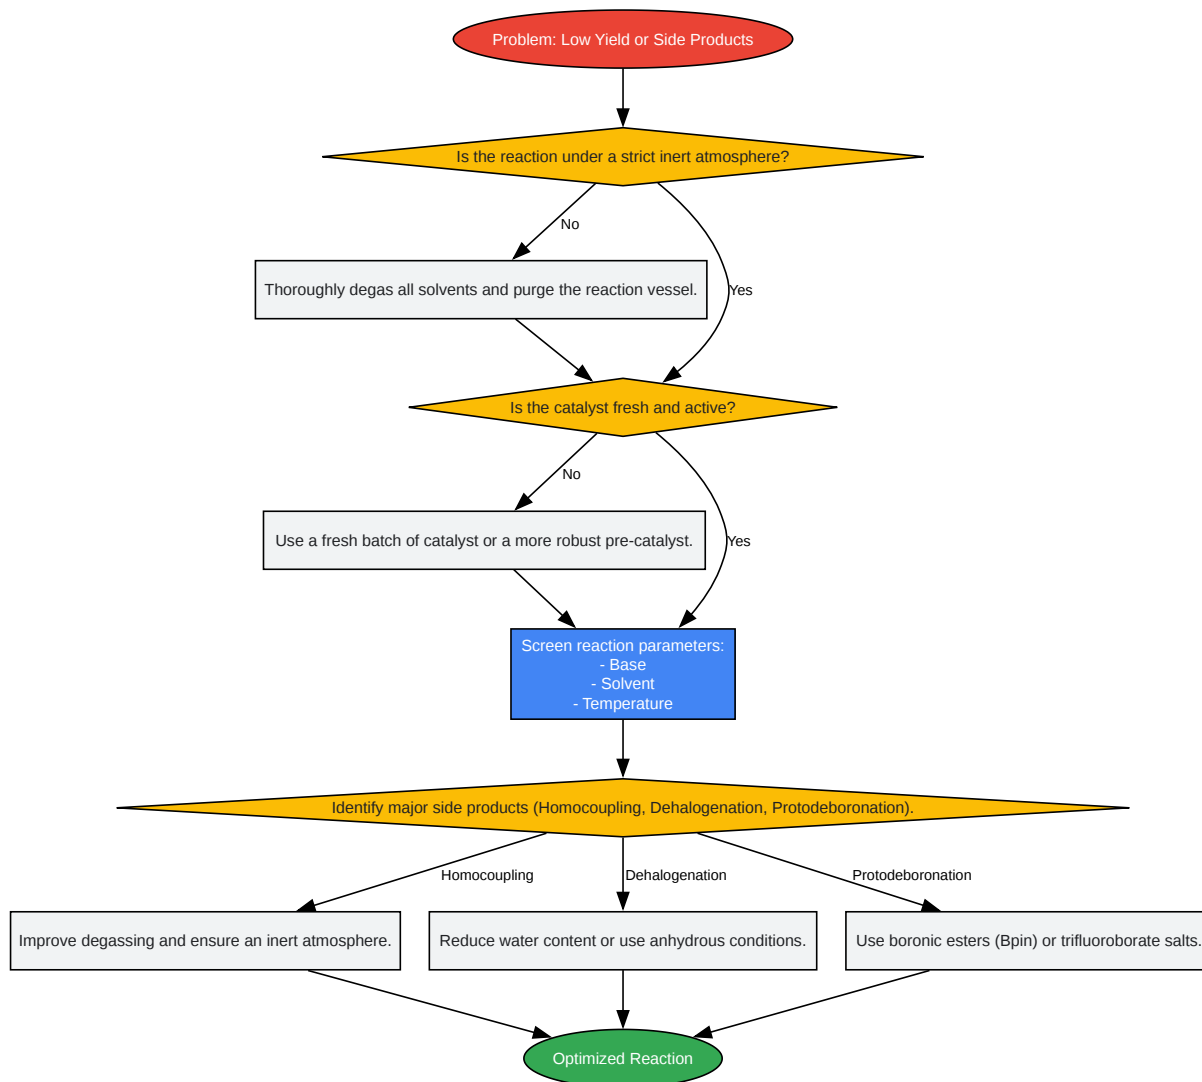 Problem: Low Yield or Side Products
Is the reaction under a strict inert atmosphere?
No
Thoroughly degas all solvents and purge the reaction vessel.
Yes
Is the catalyst fresh and active?
No
Use a fresh batch of catalyst or a more robust pre-catalyst.
Yes
Screen reaction parameters:
- Base
- Solvent
- Temperature
Identify major side products (Homocoupling, Dehalogenation, Protodeboronation).
Homocoupling
Dehalogenation
Protodeboronation
Improve degassing and ensure an inert atmosphere.
Reduce water content or use anhydrous conditions.
Use boronic esters (Bpin) or trifluoroborate salts.
Optimized Reaction